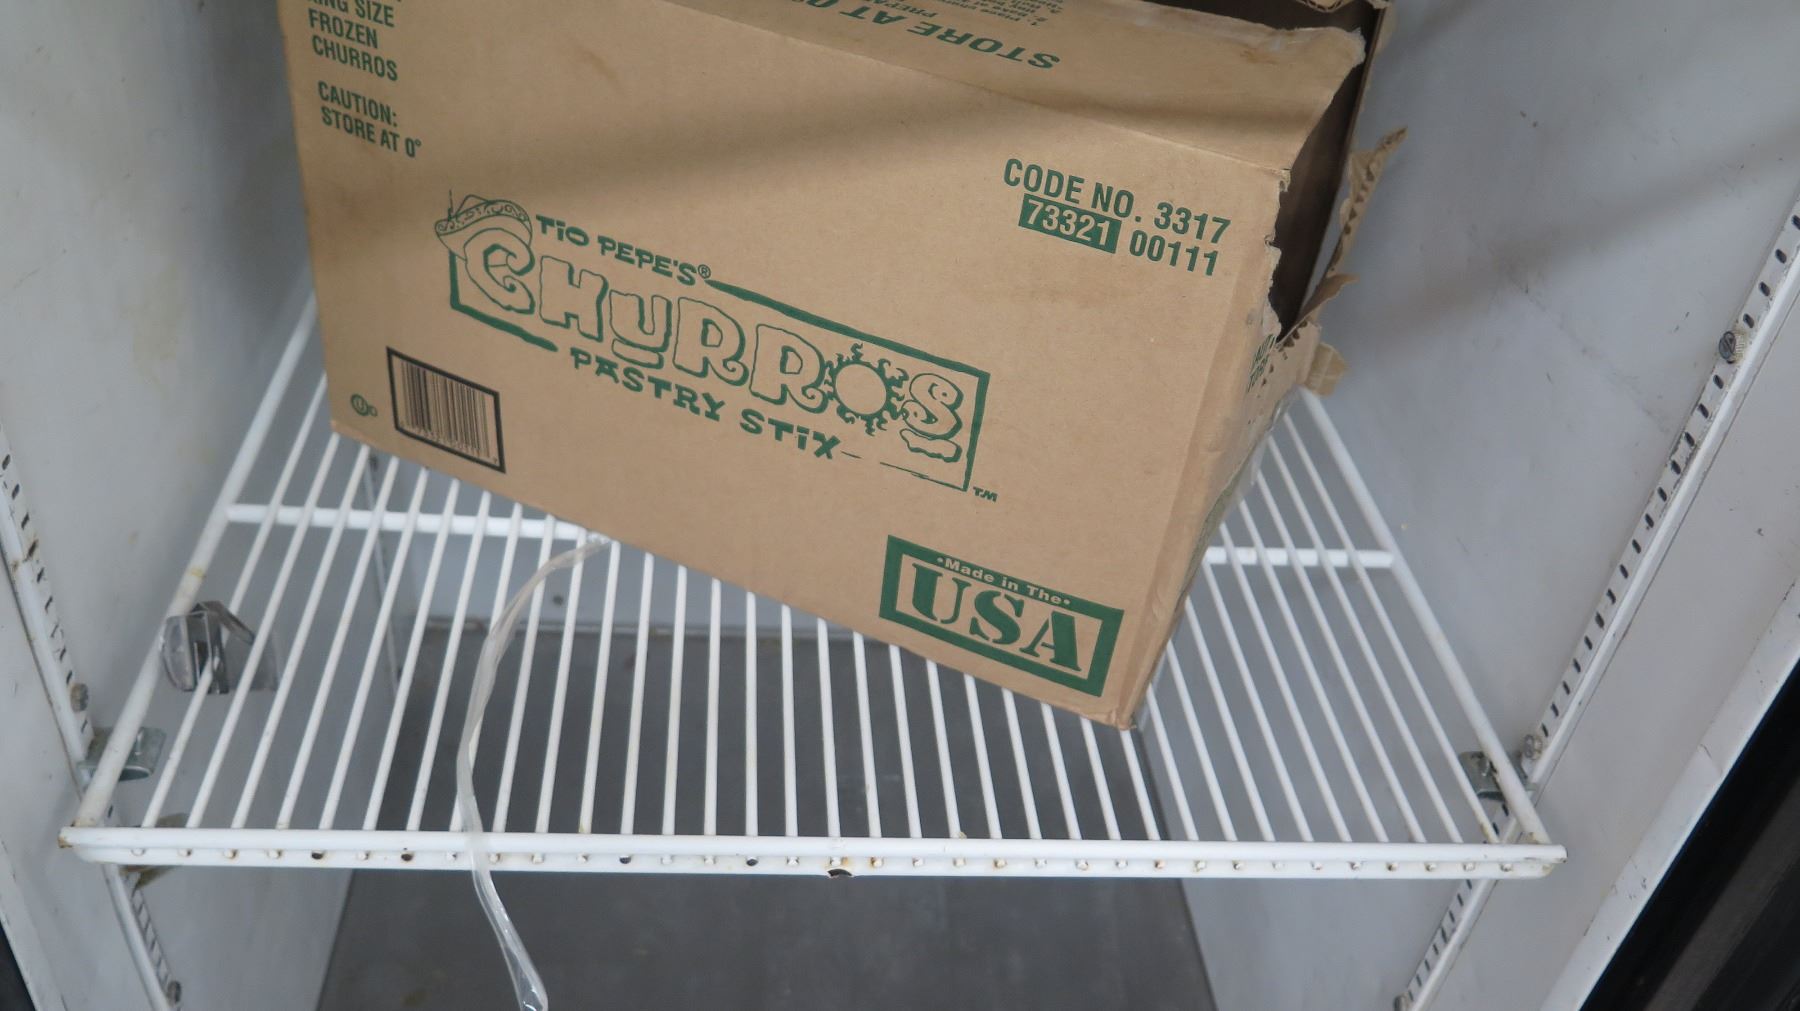 SIZE
FROZEN
CHURROS
CAUTION:
STORE AT 0°
STORE AT
CODE NO. 3317
73321 00111
TiO PEPE'S®
CHURROS
PASTRY STiX
TM
U D
•Made in The•
USA